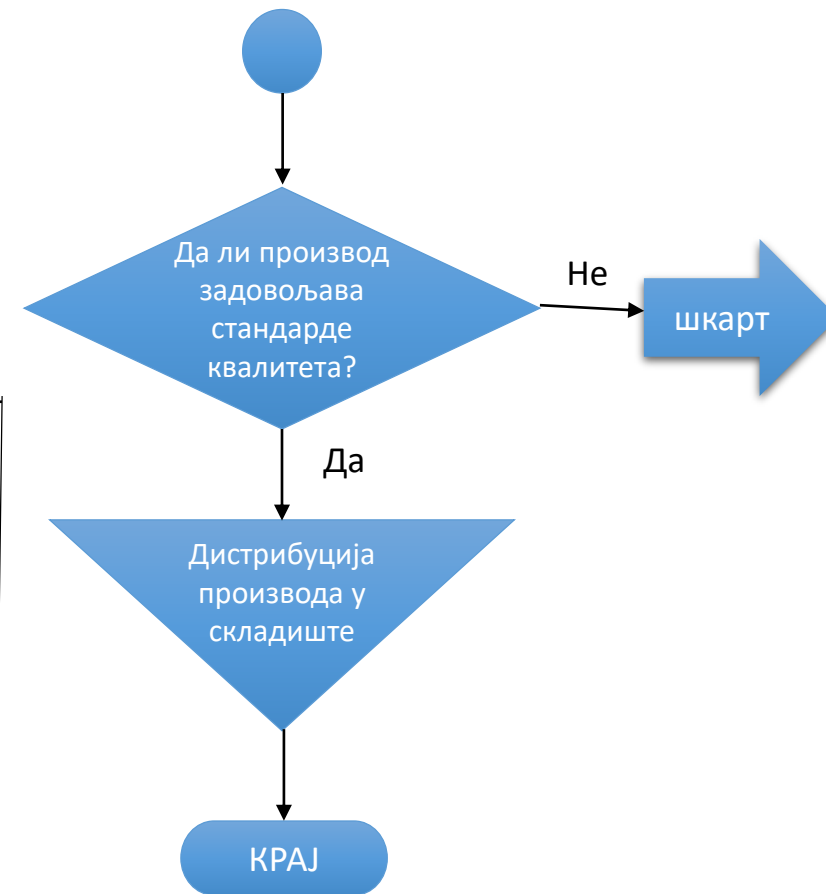 Да ли производ
задовољава
стандарде
квалитета?
Не
шкарт
Да
Дистрибуција
производа у
складиште
КРАЈ